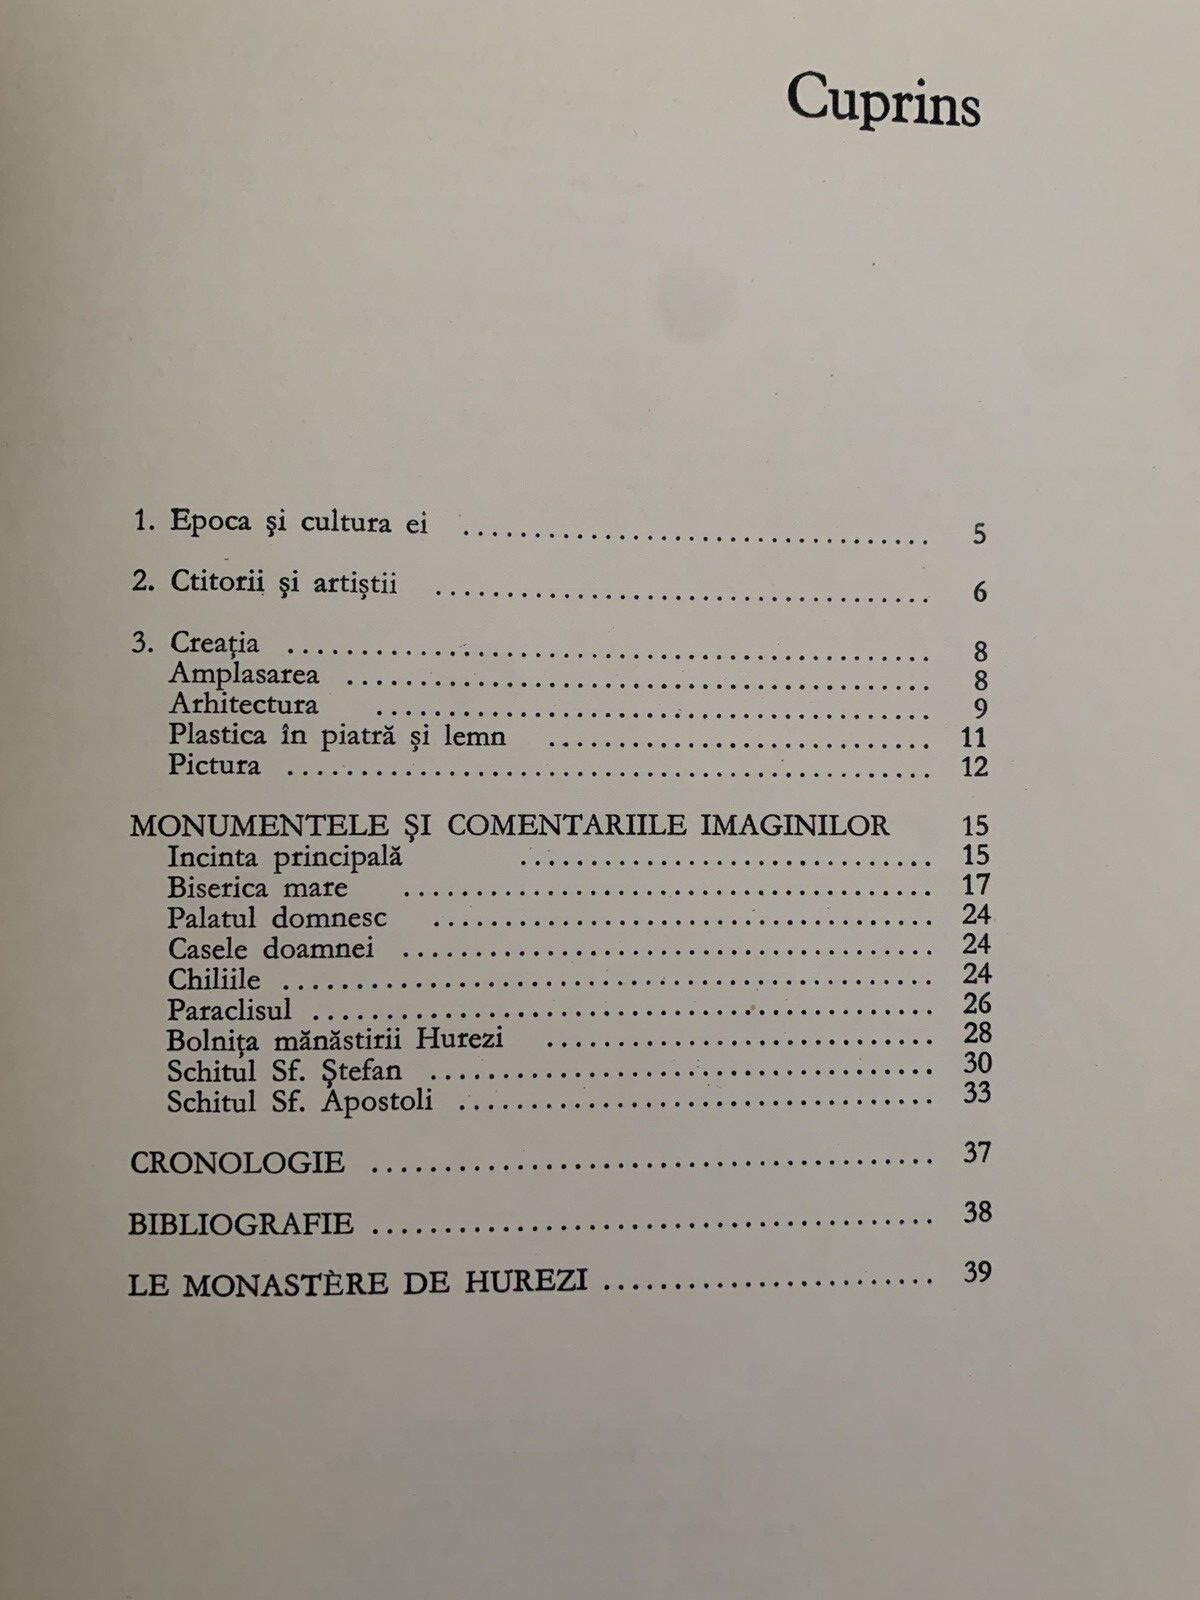 Cuprins
1. Epoca şi cultura ei ................................. 5
2. Ctitorii şi artiştii ................................... 6
3. Creaţia ............................................. 8
Amplasarea ......................................... 8
Arhitectura ....................................... 9
Plastica în piatră şi lemn ........................... 11
Pictura ............................................. 12
MONUMENTELE ŞI COMENTARIILE IMAGINILOR 15
Incinta principală ............................. 15
Biserica mare ..................................... 17
Palatul domnesc ................................... 24
Casele doamnei ..................................... 24
Chiliile ............................................. 24
Paraclisul ........................................... 26
Bolniţa mănăstirii Hurezi ........................... 28
Schitul Sf. Ştefan ................................... 30
Schitul Sf. Apostoli ................................. 33
CRONOLOGIE ....................................... 37
BIBLIOGRAFIE ....................................... 38
LE MONASTÈRE DE HUREZI ....................... 39